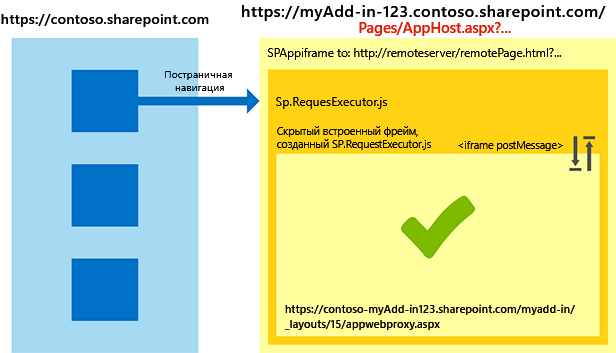 https://contoso.sharepoint.com
https://myAdd-in-123.contoso.sharepoint.com/
Pages/AppHost.aspx?...
SPAppiframe to: http://remoteserver/remotePage.html?...
Постраничная
навигация
Sp.RequesExecutor.js
Скрытый встроенный фрейм,
созданный SP.RequestExecutor.js
<iframe postMessage>
https://contoso-myAdd-in123.sharepoint.com/myadd-in/
_layouts/15/appwebproxy.aspx